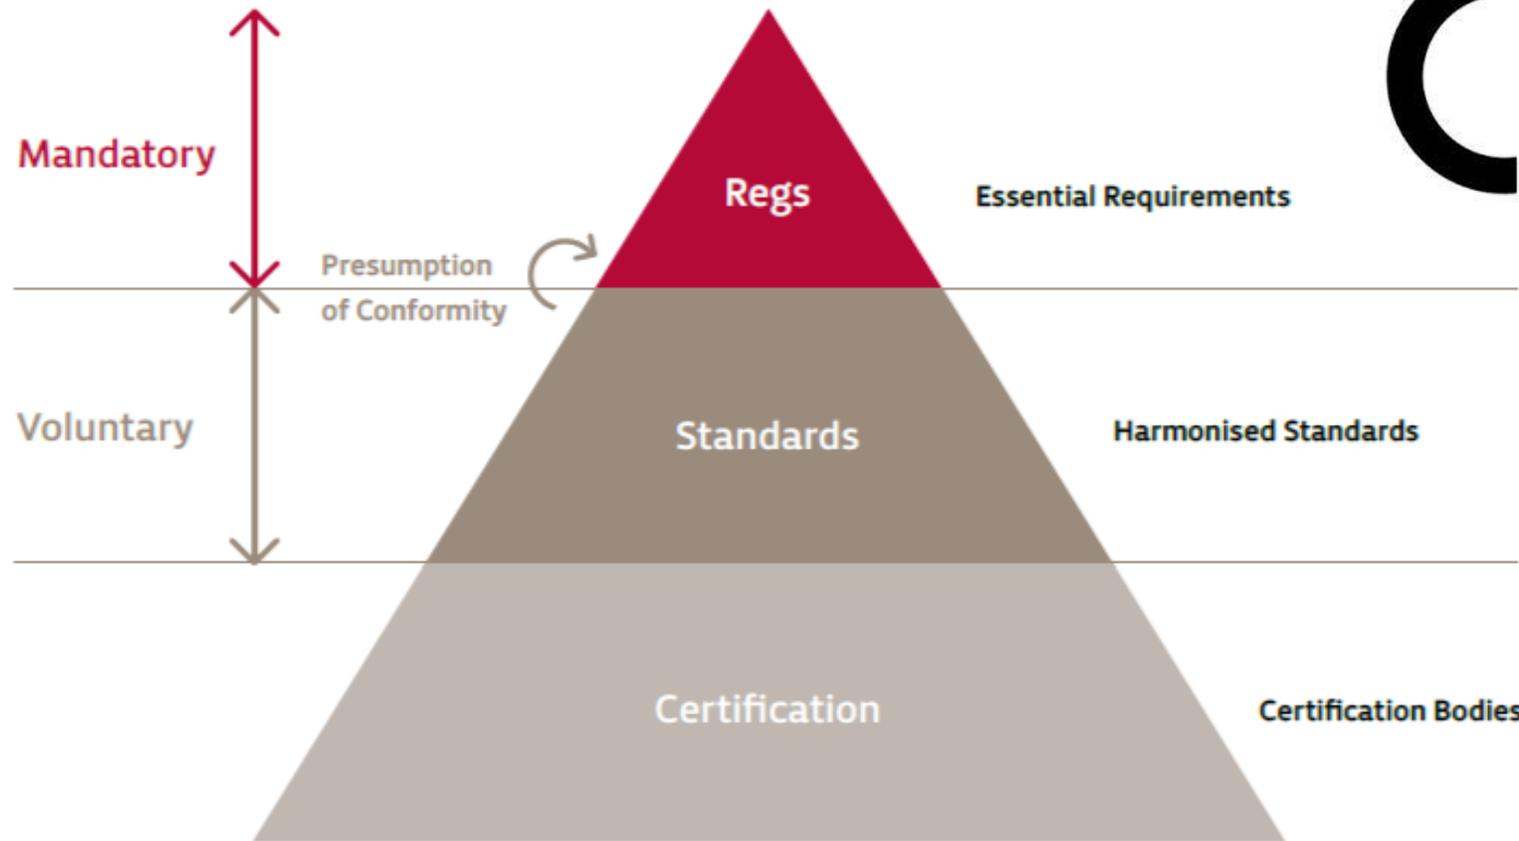 Mandatory
Regs
Essential Requirements
Presumption
of Conformity
Voluntary
Standards
Harmonised Standards
Certification
Certification Bodies